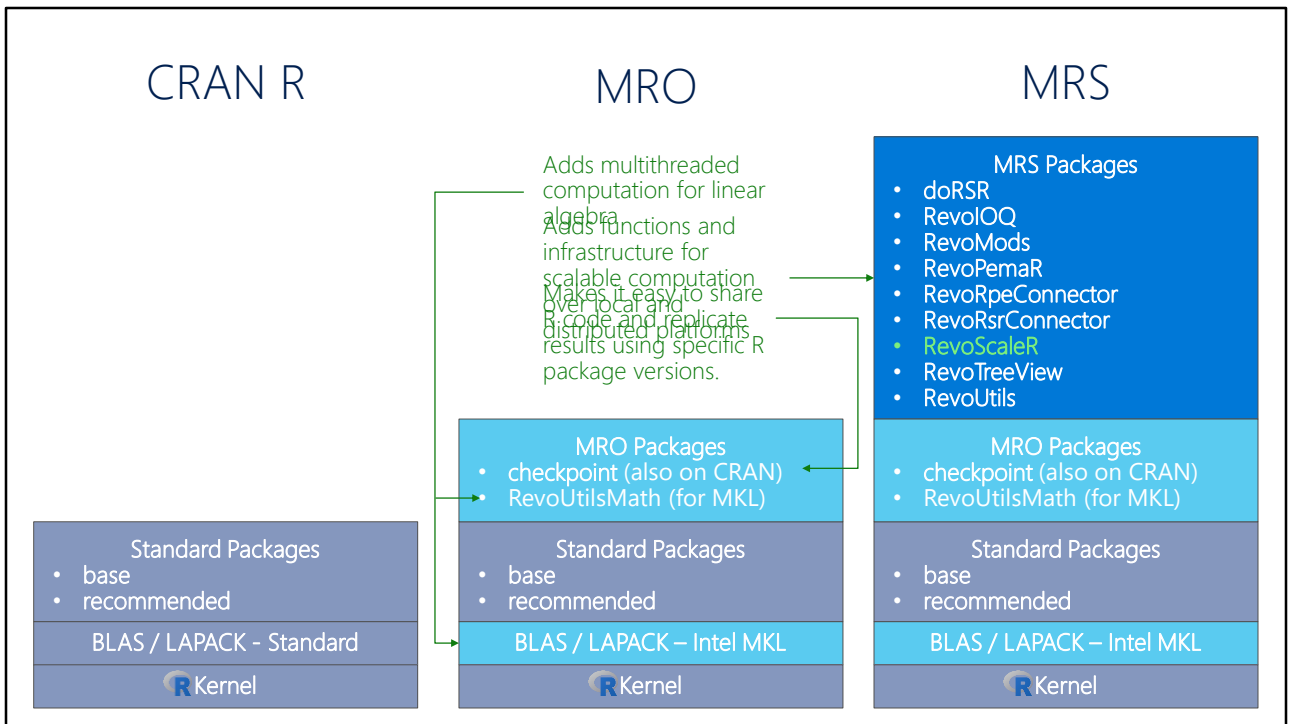 CRAN R
MRO
MRS
Adds multithreaded
computation for linear
algebra
Adds functions and
infrastructure for
scalable computation
over local and
distributed platforms
Makes it easy to share
R code and replicate
results using specific R
package versions.
MRS Packages
• doRSR
• RevoIOQ
• RevoMods
• RevoPemaR
• RevoRpeConnector
• RevoRsrConnector
• RevoScaleR
• RevoTreeView
• RevoUtils
MRO Packages
• checkpoint (also on CRAN)
• RevoUtilsMath (for MKL)
MRO Packages
• checkpoint (also on CRAN)
• RevoUtilsMath (for MKL)
Standard Packages
• base
• recommended
Standard Packages
• base
• recommended
Standard Packages
• base
• recommended
BLAS / LAPACK - Standard
BLAS / LAPACK – Intel MKL
BLAS / LAPACK – Intel MKL
R Kernel
R Kernel
R Kernel